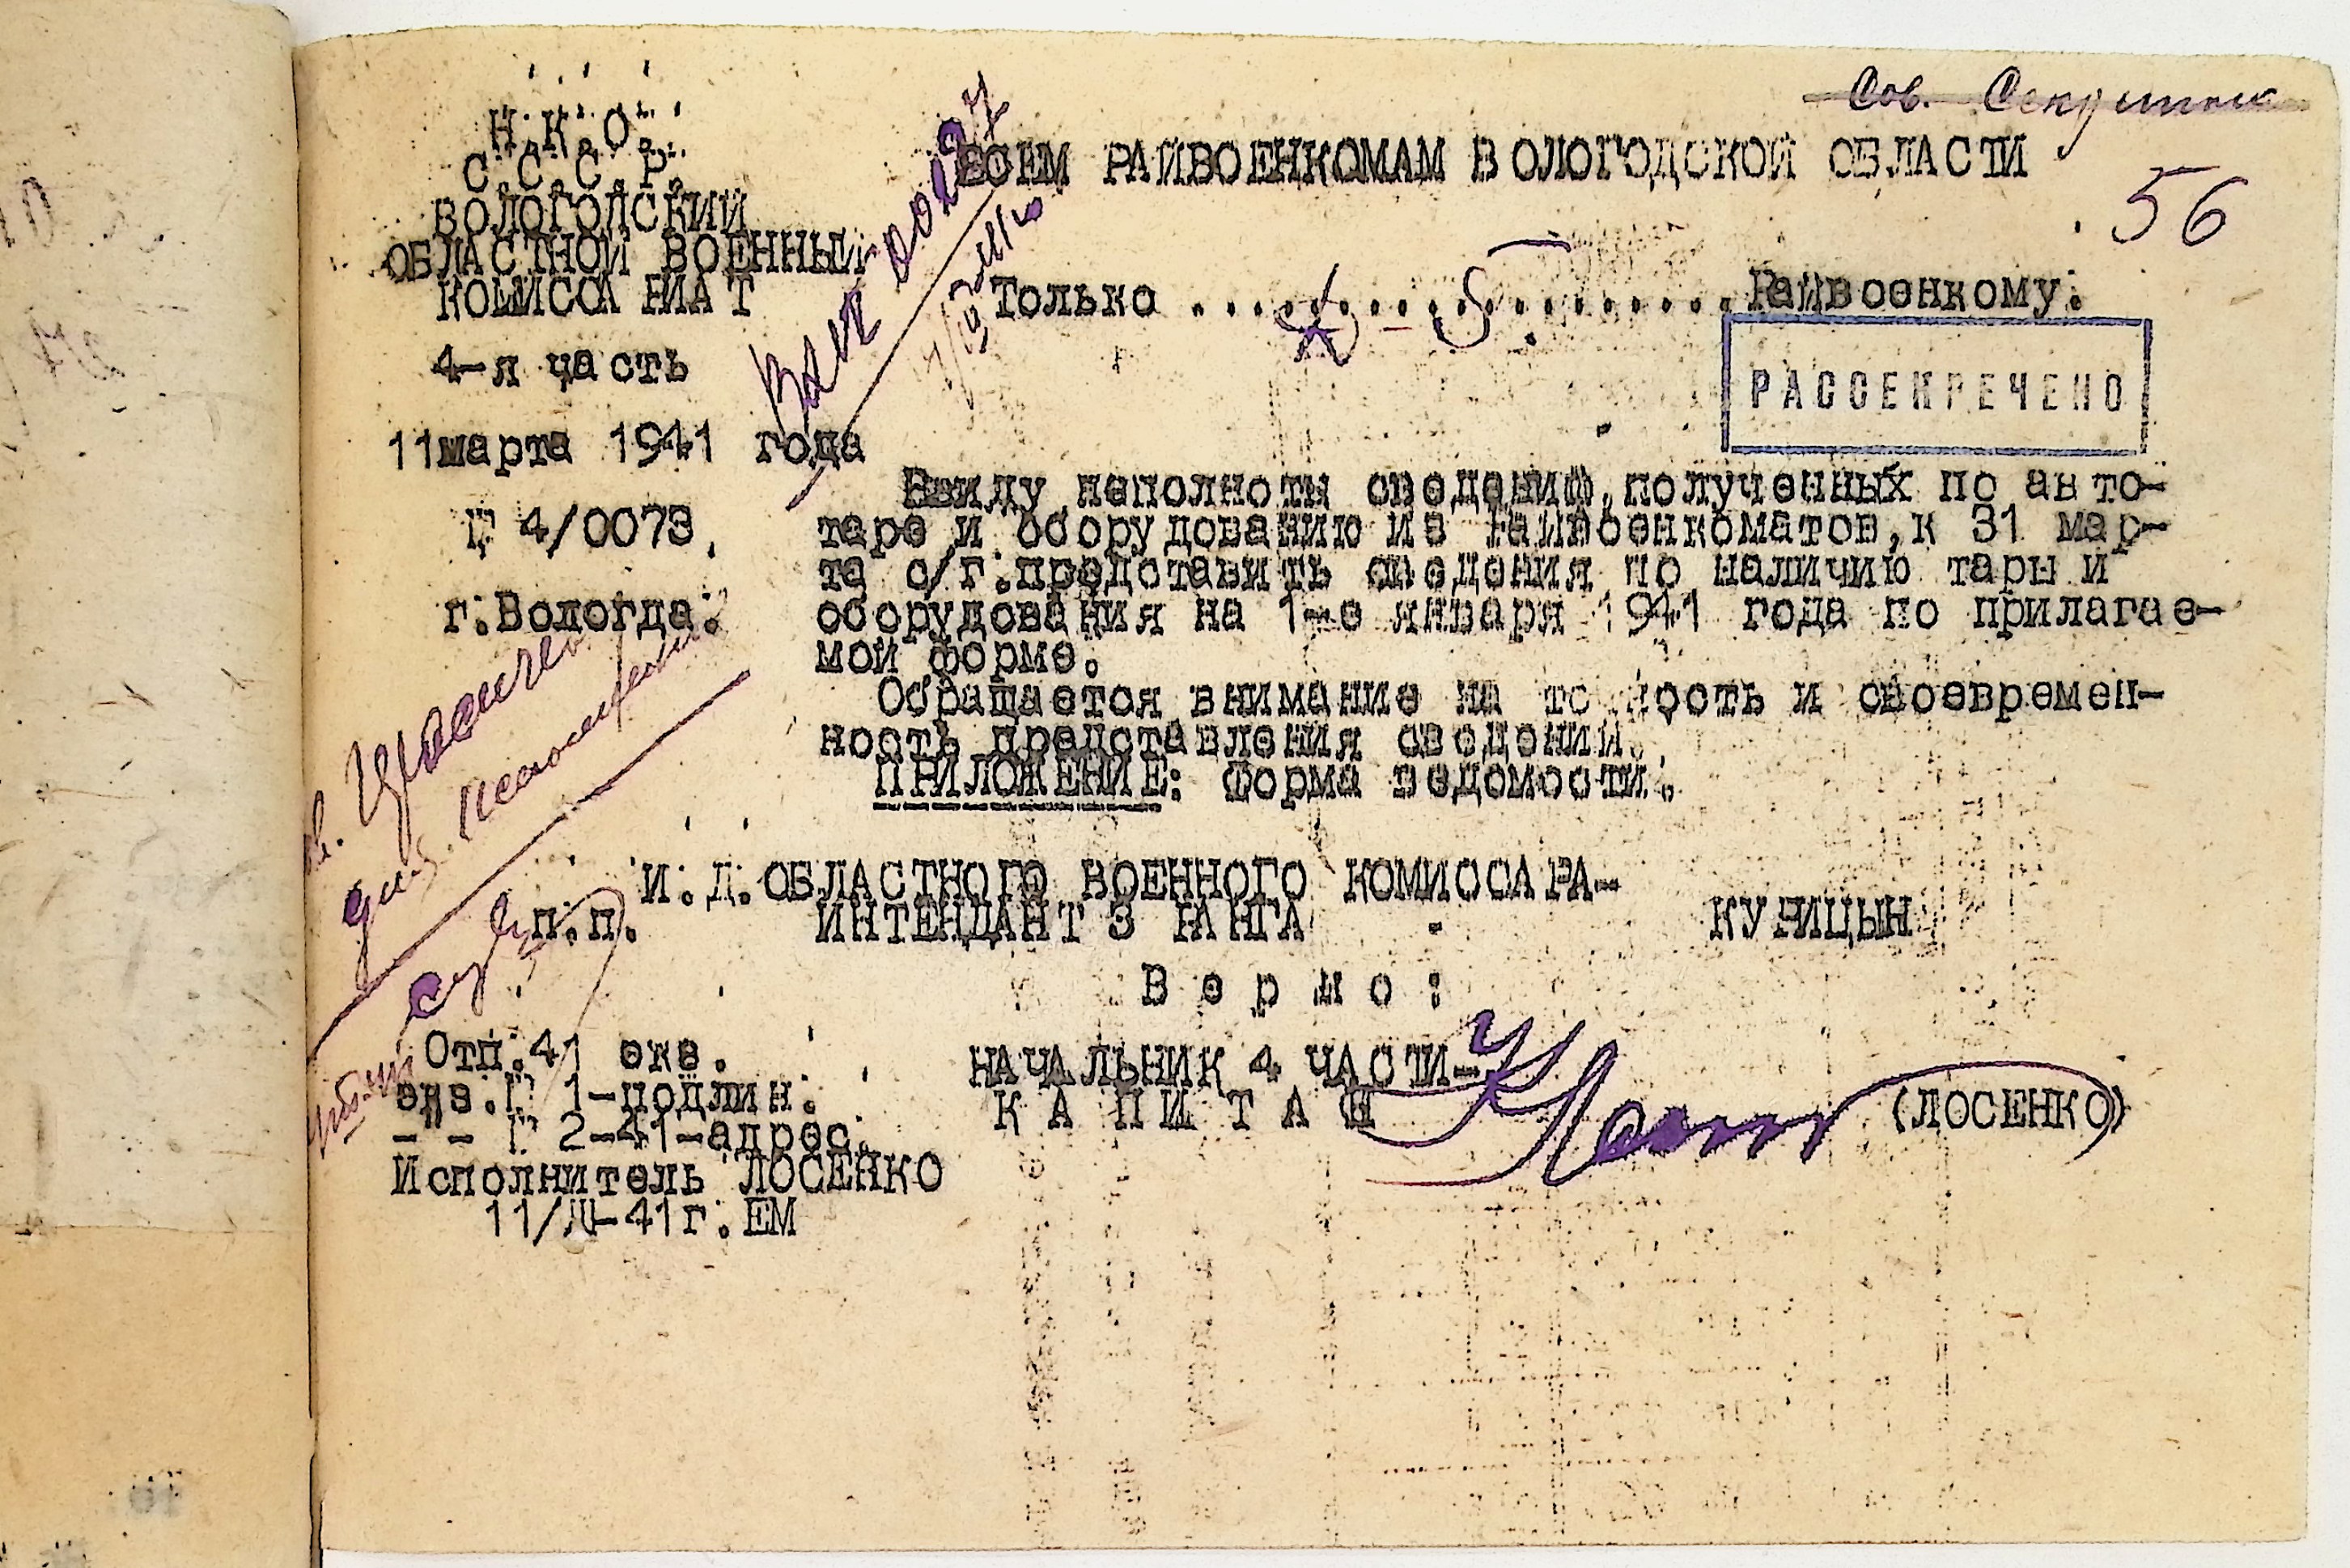 Сов. Секретно
56
Н.К.О.
С.С.С.Р.
ВОЛОГОДСКИЙ
ОБЛАСТНОЙ ВОЕННЫЙ
КОМИССАРИАТ
4-я часть
11 марта 1941 года
№ 4/0073.
г.Вологда.
ВСЕМ РАЙВОЕНКОМАМ ВОЛОГОДСКОЙ ОБЛАСТИ
Только ........................Райвоенкому.
РАССЕКРЕЧЕНО
Ввиду неполноты сведений,полученных по авто-
таре и оборудованию из Райвоенкоматов,к 31 мар-
та с/г.представить сведения по наличию тары и
оборудования на 1-е января 1941 года по прилагае-
мой форме.
Обращается внимание на точность и своевремен-
ность представления сведений.
ПРИЛОЖЕНИЕ: Форма ведомости.
И.Д.ОБЛАСТНОГО ВОЕННОГО КОМИССАРА-
п.п. ИНТЕНДАНТ 3 РАНГА - КУРИЦЫН
Верно:
НАЧАЛЬНИК 4 ЧАСТИ-
КАПИТАН (ЛОСЕНКО)
Отп.41 экз.
экз.№ 1-подлин.
- - № 2-41-адрес.
Исполнитель ЛОСЕНКО
11/Ш-41г.ЕМ